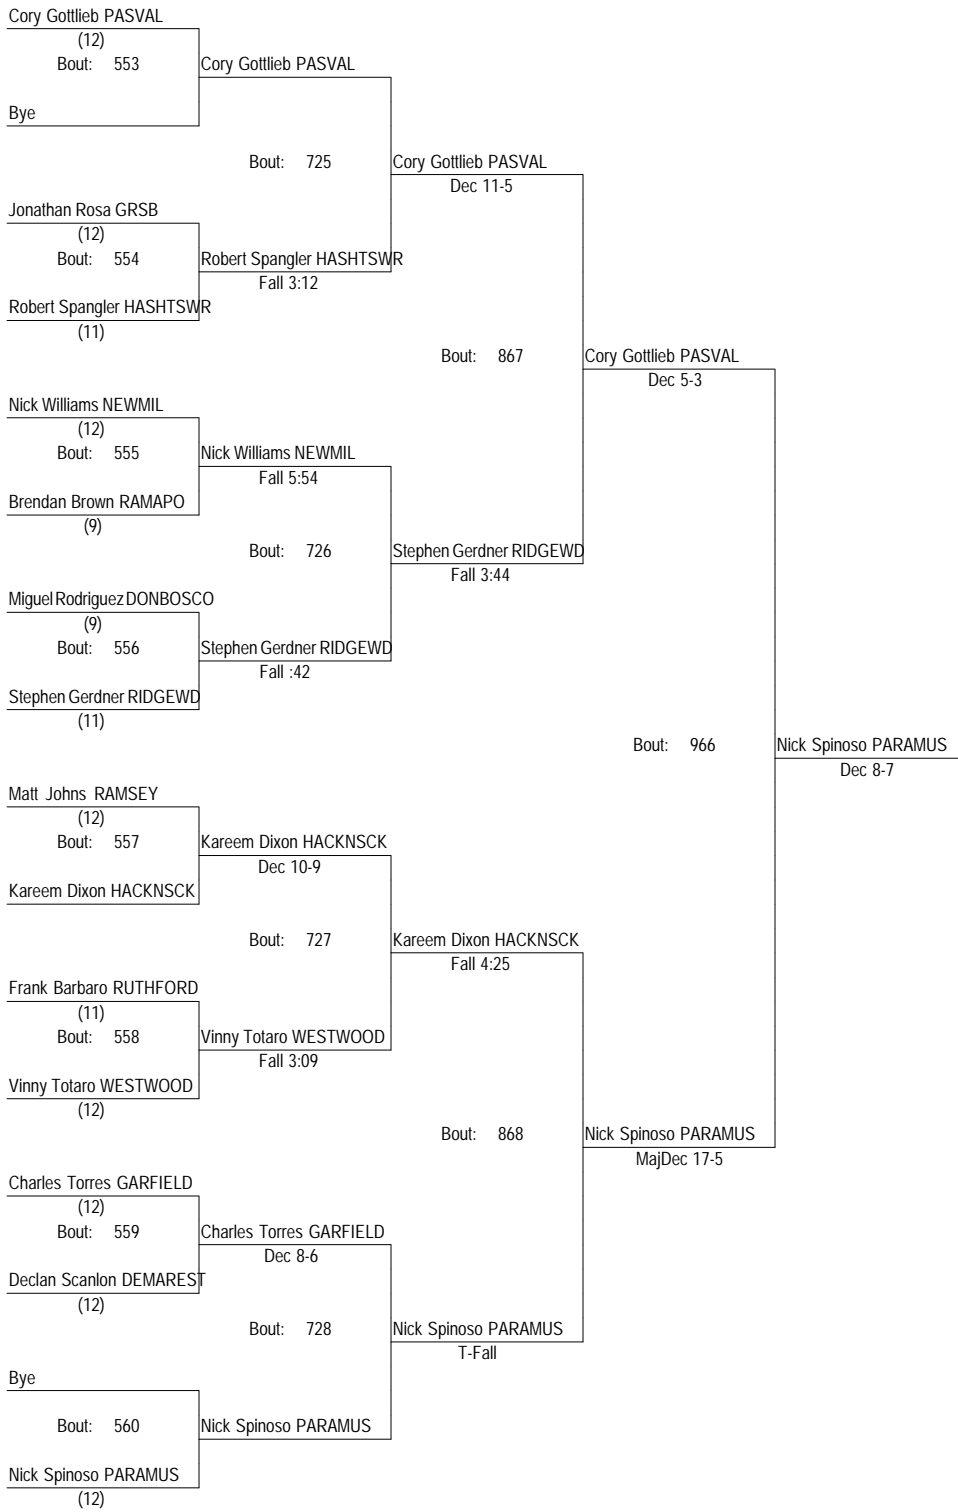 Cory Gottlieb PASVAL
(12)
Bout: 553
Cory Gottlieb PASVAL
Bye
Bout: 725
Cory Gottlieb PASVAL
Dec 11-5
Jonathan Rosa GRSB
(12)
Bout: 554
Robert Spangler HASHTSWR
Fall 3:12
Robert Spangler HASHTSWR
(11)
Bout: 867
Cory Gottlieb PASVAL
Dec 5-3
Nick Williams NEWMIL
(12)
Bout: 555
Nick Williams NEWMIL
Fall 5:54
Brendan Brown RAMAPO
(9)
Bout: 726
Stephen Gerdner RIDGEWD
Fall 3:44
Miguel Rodriguez DONBOSCO
(9)
Bout: 556
Stephen Gerdner RIDGEWD
Fall :42
Stephen Gerdner RIDGEWD
(11)
Bout: 966
Nick Spinoso PARAMUS
Dec 8-7
Matt Johns RAMSEY
(12)
Bout: 557
Kareem Dixon HACKNSCK
Dec 10-9
Kareem Dixon HACKNSCK
Bout: 727
Kareem Dixon HACKNSCK
Fall 4:25
Frank Barbaro RUTHFORD
(11)
Bout: 558
Vinny Totaro WESTWOOD
Fall 3:09
Vinny Totaro WESTWOOD
(12)
Bout: 868
Nick Spinoso PARAMUS
MajDec 17-5
Charles Torres GARFIELD
(12)
Bout: 559
Charles Torres GARFIELD
Dec 8-6
Declan Scanlon DEMAREST
(12)
Bout: 728
Nick Spinoso PARAMUS
T-Fall
Bye
Bout: 560
Nick Spinoso PARAMUS
Nick Spinoso PARAMUS
(12)